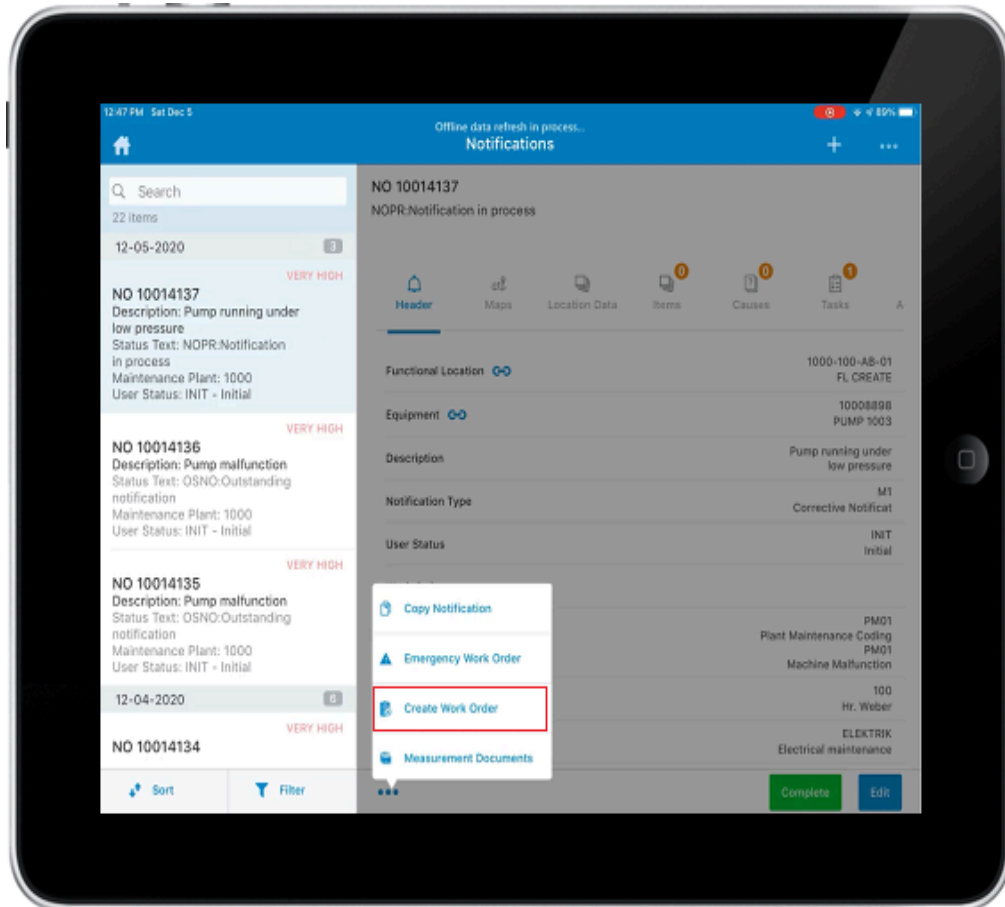 12:47 PM Sat Dec 5
89%
Offline data refresh in process...
Notifications
Search
22 items
12-05-2020
3
VERY HIGH
NO 10014137
Description: Pump running under
low pressure
Status Text: NOPR:Notification
in process
Maintenance Plant: 1000
User Status: INIT - Initial
VERY HIGH
NO 10014136
Description: Pump malfunction
Status Text: OSNO:Outstanding
notification
Maintenance Plant: 1000
User Status: INIT - Initial
VERY HIGH
NO 10014135
Description: Pump malfunction
Status Text: OSNO:Outstanding
notification
Maintenance Plant: 1000
User Status: INIT - Initial
12-04-2020
6
VERY HIGH
NO 10014134
Sort
Filter
NO 10014137
NOPR:Notification in process
Header
Maps
Location Data
0
Items
0
Causes
1
Tasks
A
Functional Location
1000-100-AB-01
FL CREATE
Equipment
10008898
PUMP 1003
Description
Pump running under
low pressure
Notification Type
M1
Corrective Notificat
User Status
INIT
Initial
PM01
Plant Maintenance Coding
PM01
Machine Malfunction
100
Hr. Weber
ELEKTRIK
Electrical maintenance
Copy Notification
Emergency Work Order
Create Work Order
Measurement Documents
Complete
Edit